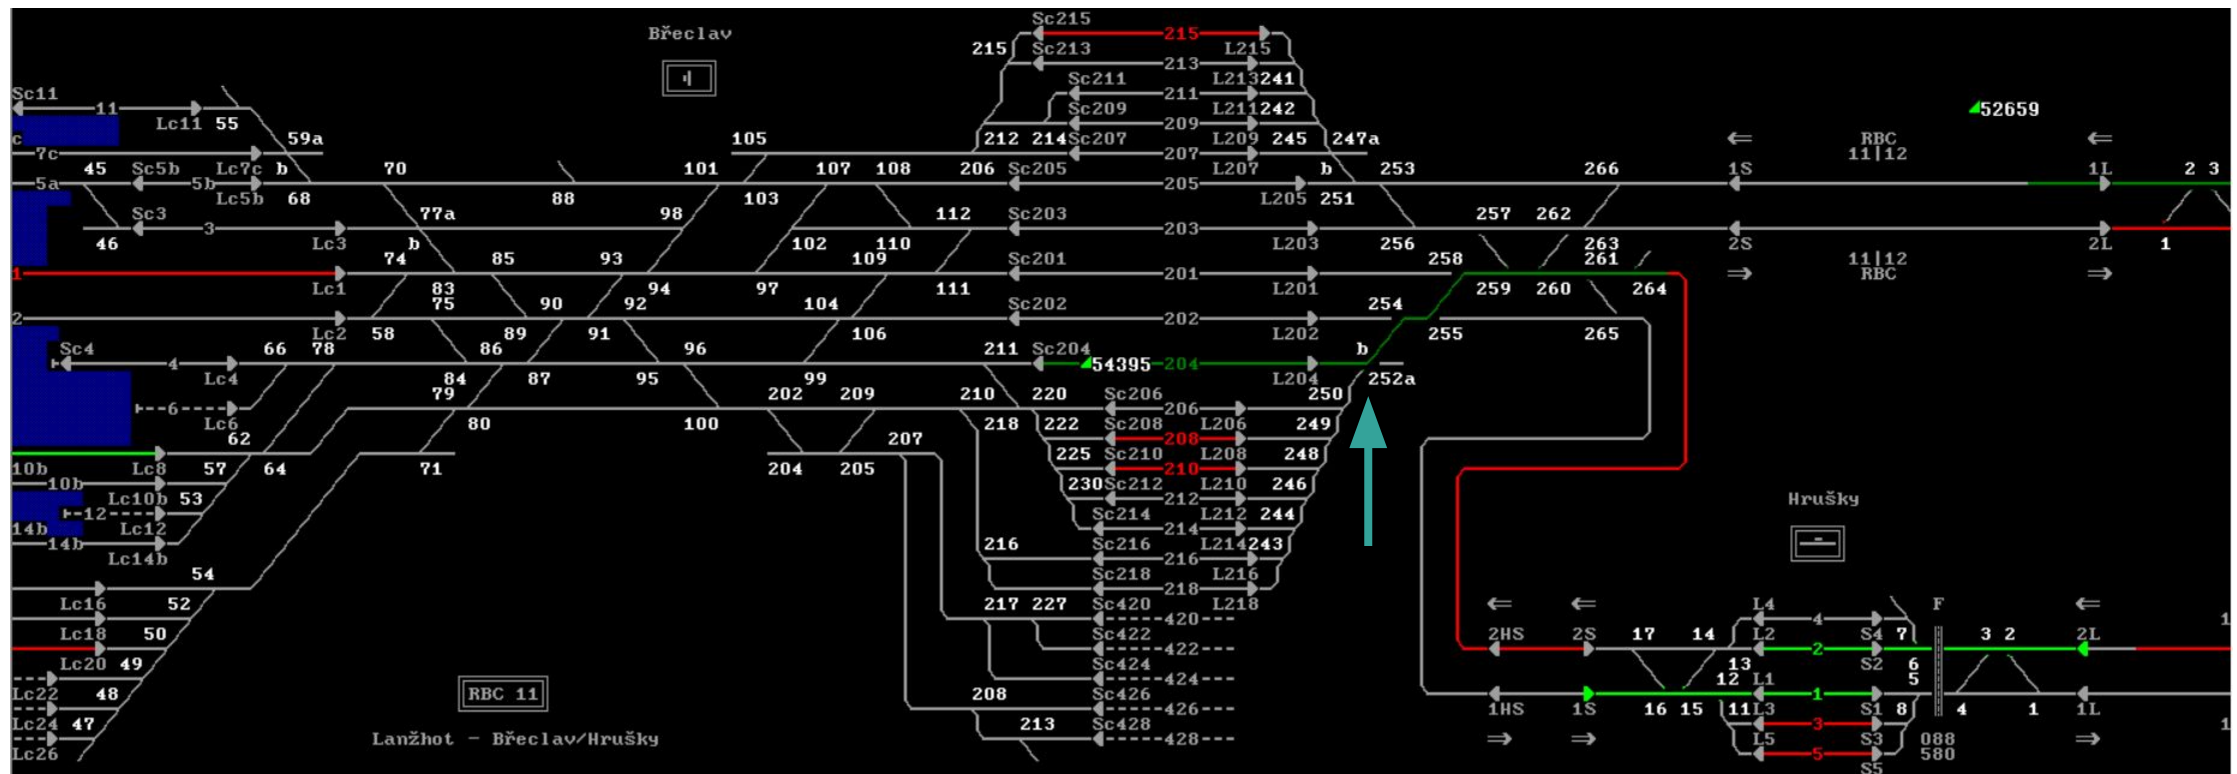 Sc215
Břeclav 215
215 Sc213 L215
213
Sc211 L213 241
Sc11 211
11 Sc209 L211 242
Lc11 55 209 52659
59a 105 212 214 Sc207 L209 245 247a RBC
c 7c 207 11|12
45 Sc5b Lc7c b 70 101 107 108 206 Sc205 L207 b 253 266 1S 1L 2 3
5a 5b 205
Lc5b 68 88 103 L205 251
Sc3 77a 98 112 Sc203 257 262
3 203
46 Lc3 b 102 110 L203 256 263 2S 2L 1
74 85 93 109 Sc201 258 261 11|12
1 201 RBC
Lc1 83 94 97 111 L201 259 260 264
75 90 92 104 Sc202 254
2 202
Lc2 58 89 91 106 L202 255 265
Sc4 66 78 86 96 211 Sc204 b
4 54395 204
Lc4 84 87 95 99 L204 252a
79 202 209 210 220 Sc206 250
6 206
Lc6 80 100 218 222 Sc208 L206 249
62 207 208
10b Lc8 57 64 71 204 205 225 Sc210 L208 248
210
10b 230 Sc212 L210 246
Lc10b 53 212 Hrušky
12 Sc214 L212 244
14b Lc12 214
14b 216 Sc216 L214 243
Lc14b 216
54 Sc218 L216
218
Lc16 52 217 227 Sc420 L218 L4 F
420 4
Lc18 50 Sc422 2HS 2S 17 14 L2 S4 7 3 2 2L
422 2
Lc20 49 Sc424 13 S2 6
424 12 L1 5
Lc22 48 RBC 11 208 Sc426 1
426 1HS 1S 16 15 11 L3 S1 8 4 1 1L
Lc24 47 213 Sc428 3
Lanžhot - Břeclav/Hrušky 428 L5 S3 088
Lc26 5 580
S5